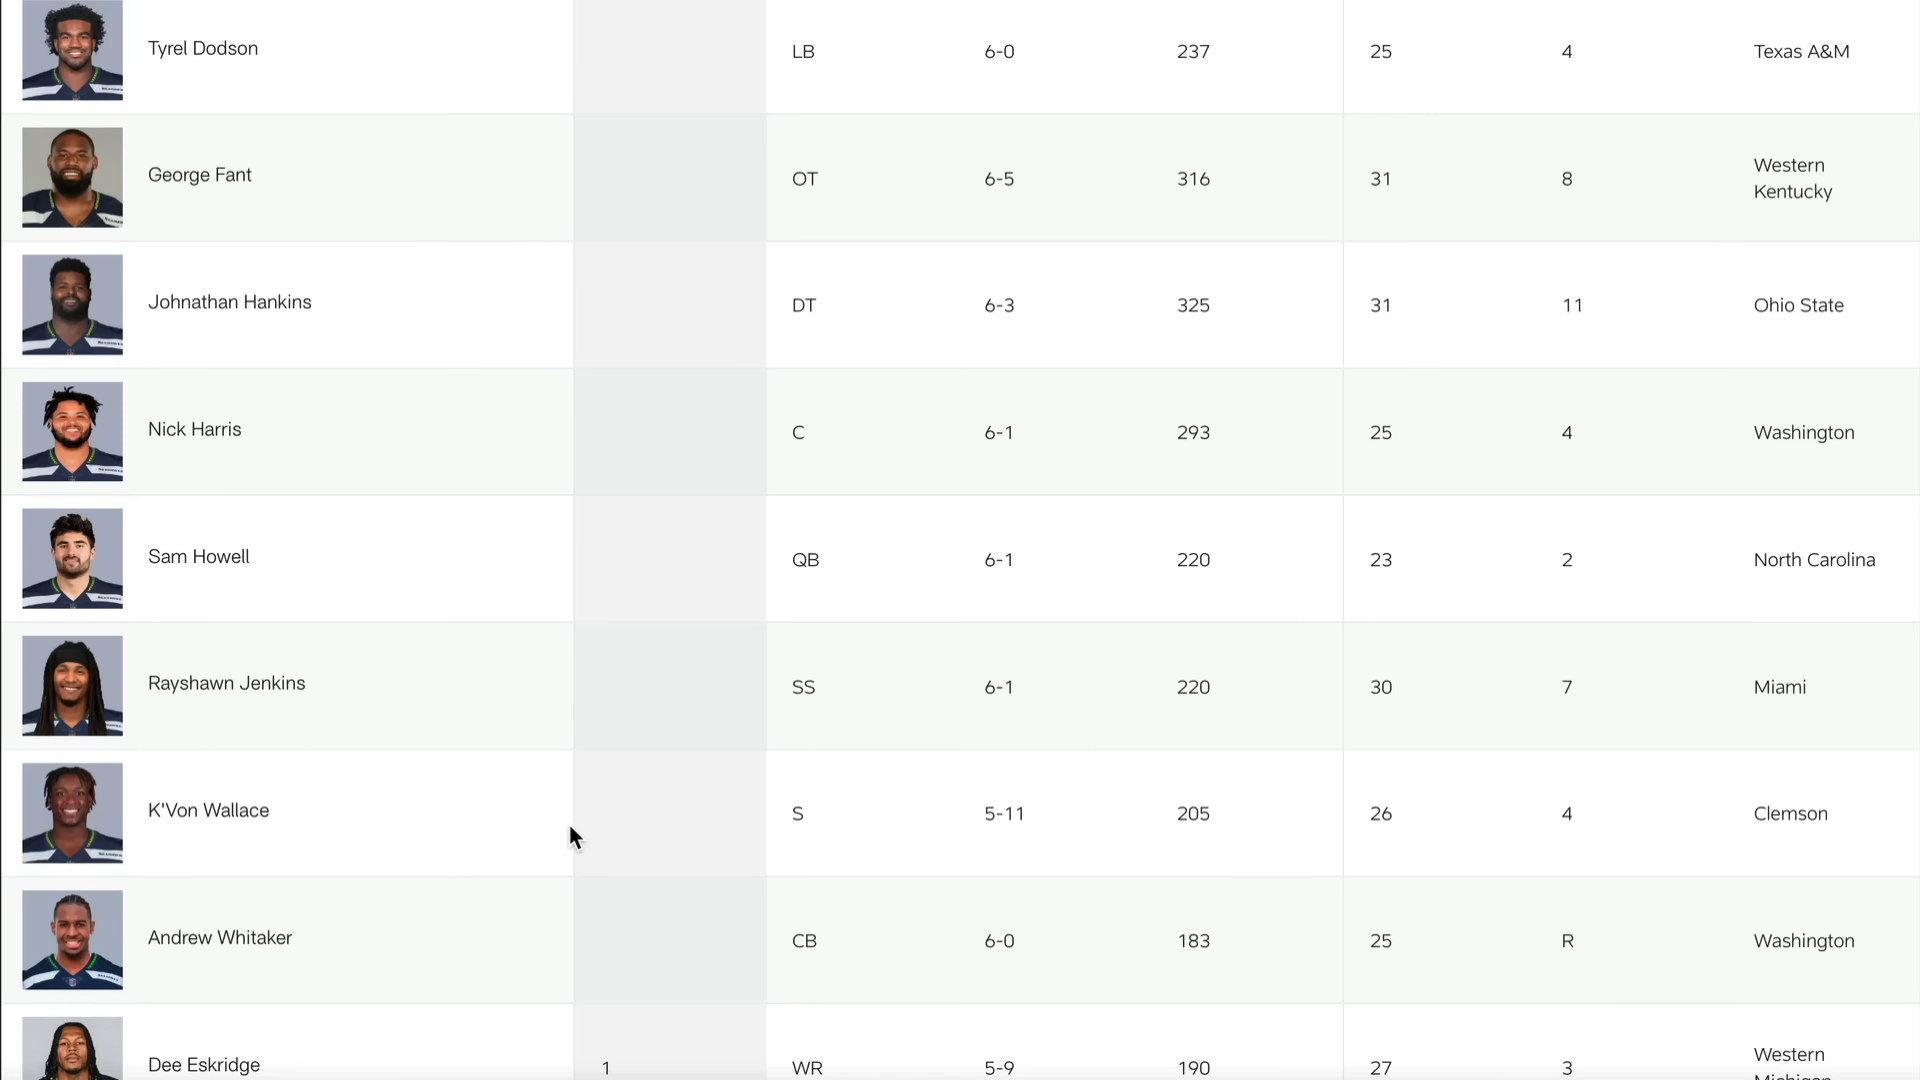 Tyrel Dodson LB 6-0 237 25 4 Texas A&M
George Fant OT 6-5 316 31 8 Western
Kentucky
Johnathan Hankins DT 6-3 325 31 11 Ohio State
Nick Harris C 6-1 293 25 4 Washington
Sam Howell QB 6-1 220 23 2 North Carolina
Rayshawn Jenkins SS 6-1 220 30 7 Miami
K'Von Wallace S 5-11 205 26 4 Clemson
Andrew Whitaker CB 6-0 183 25 R Washington
Dee Eskridge 1 WR 5-9 190 27 3 Western